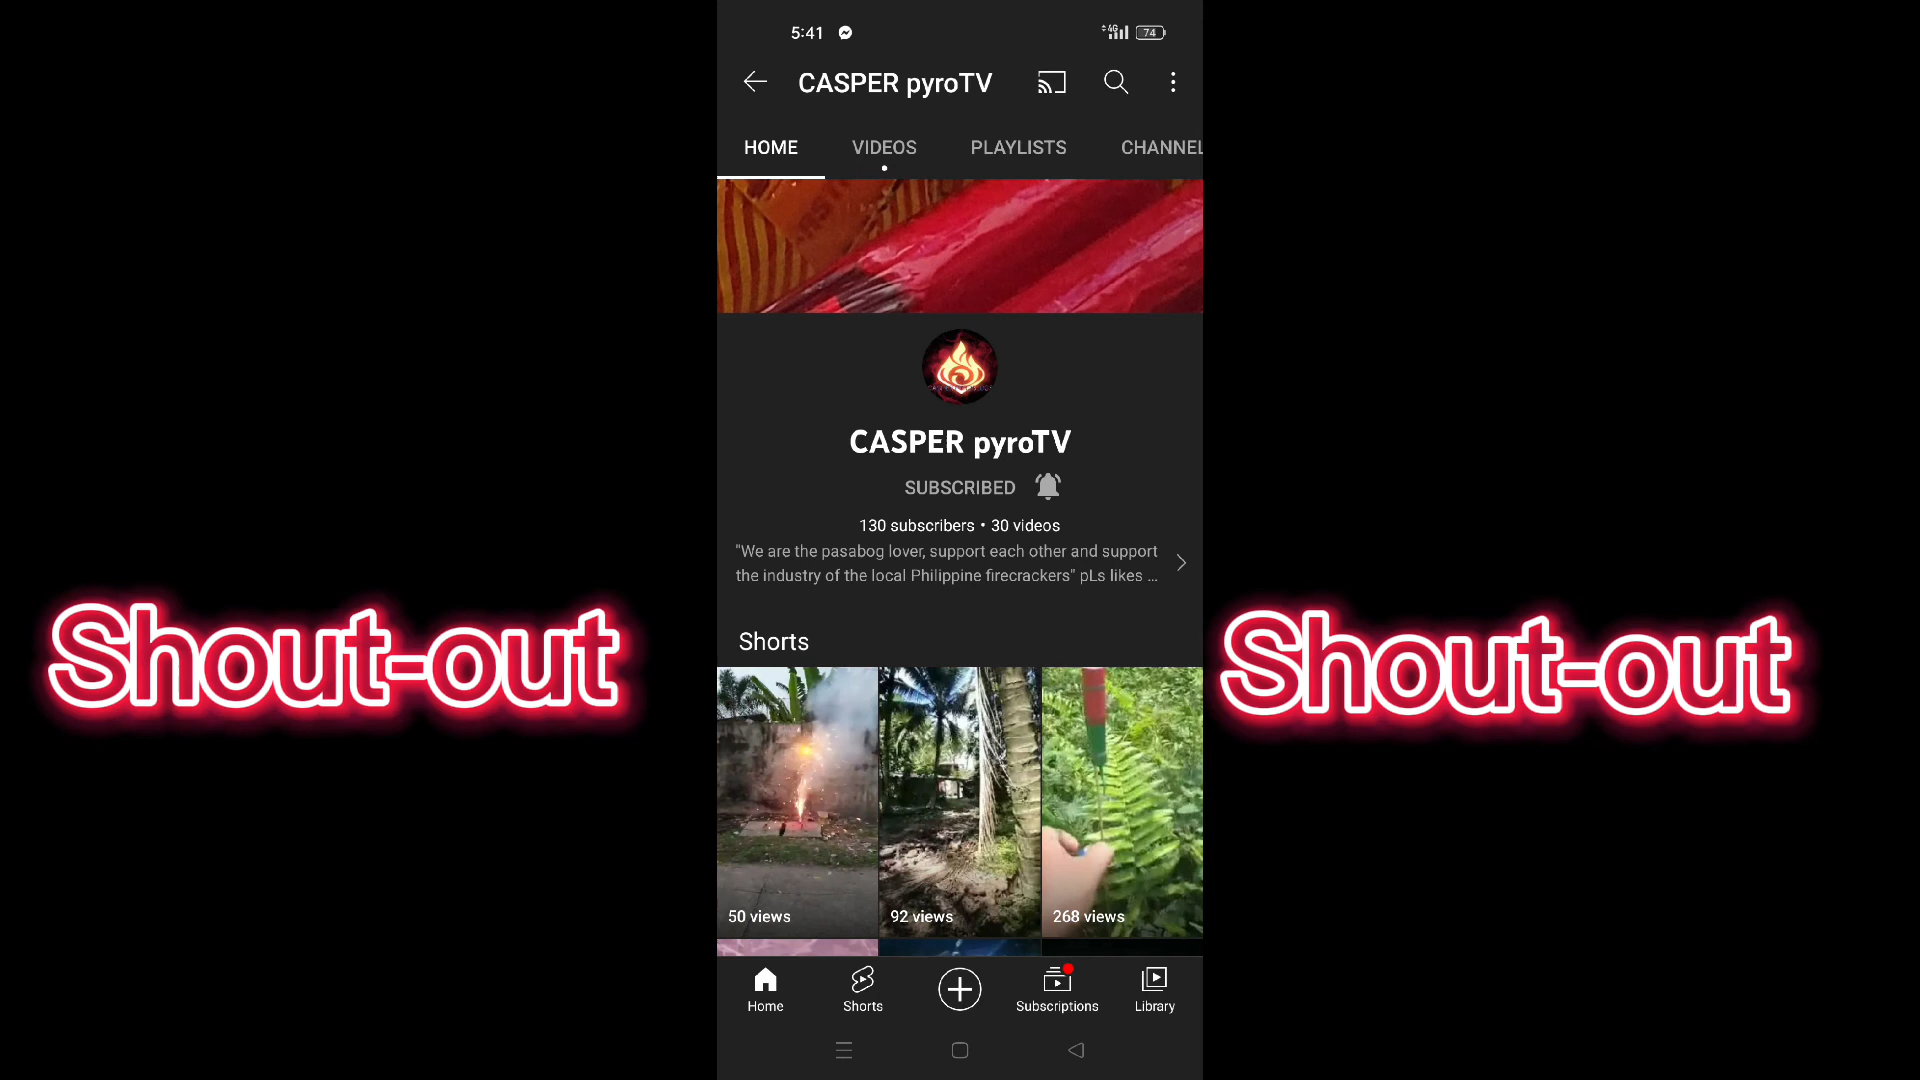 5:41
4G
74
CASPER pyroTV
HOME VIDEOS PLAYLISTS CHANNEL
CASPER pyroTV
SUBSCRIBED
130 subscribers • 30 videos
"We are the pasabog lover, support each other and support
the industry of the local Philippine firecrackers" pLs likes ...
Shout-out
Shout-out
Shorts
50 views
92 views
268 views
Home
Shorts
Subscriptions
Library